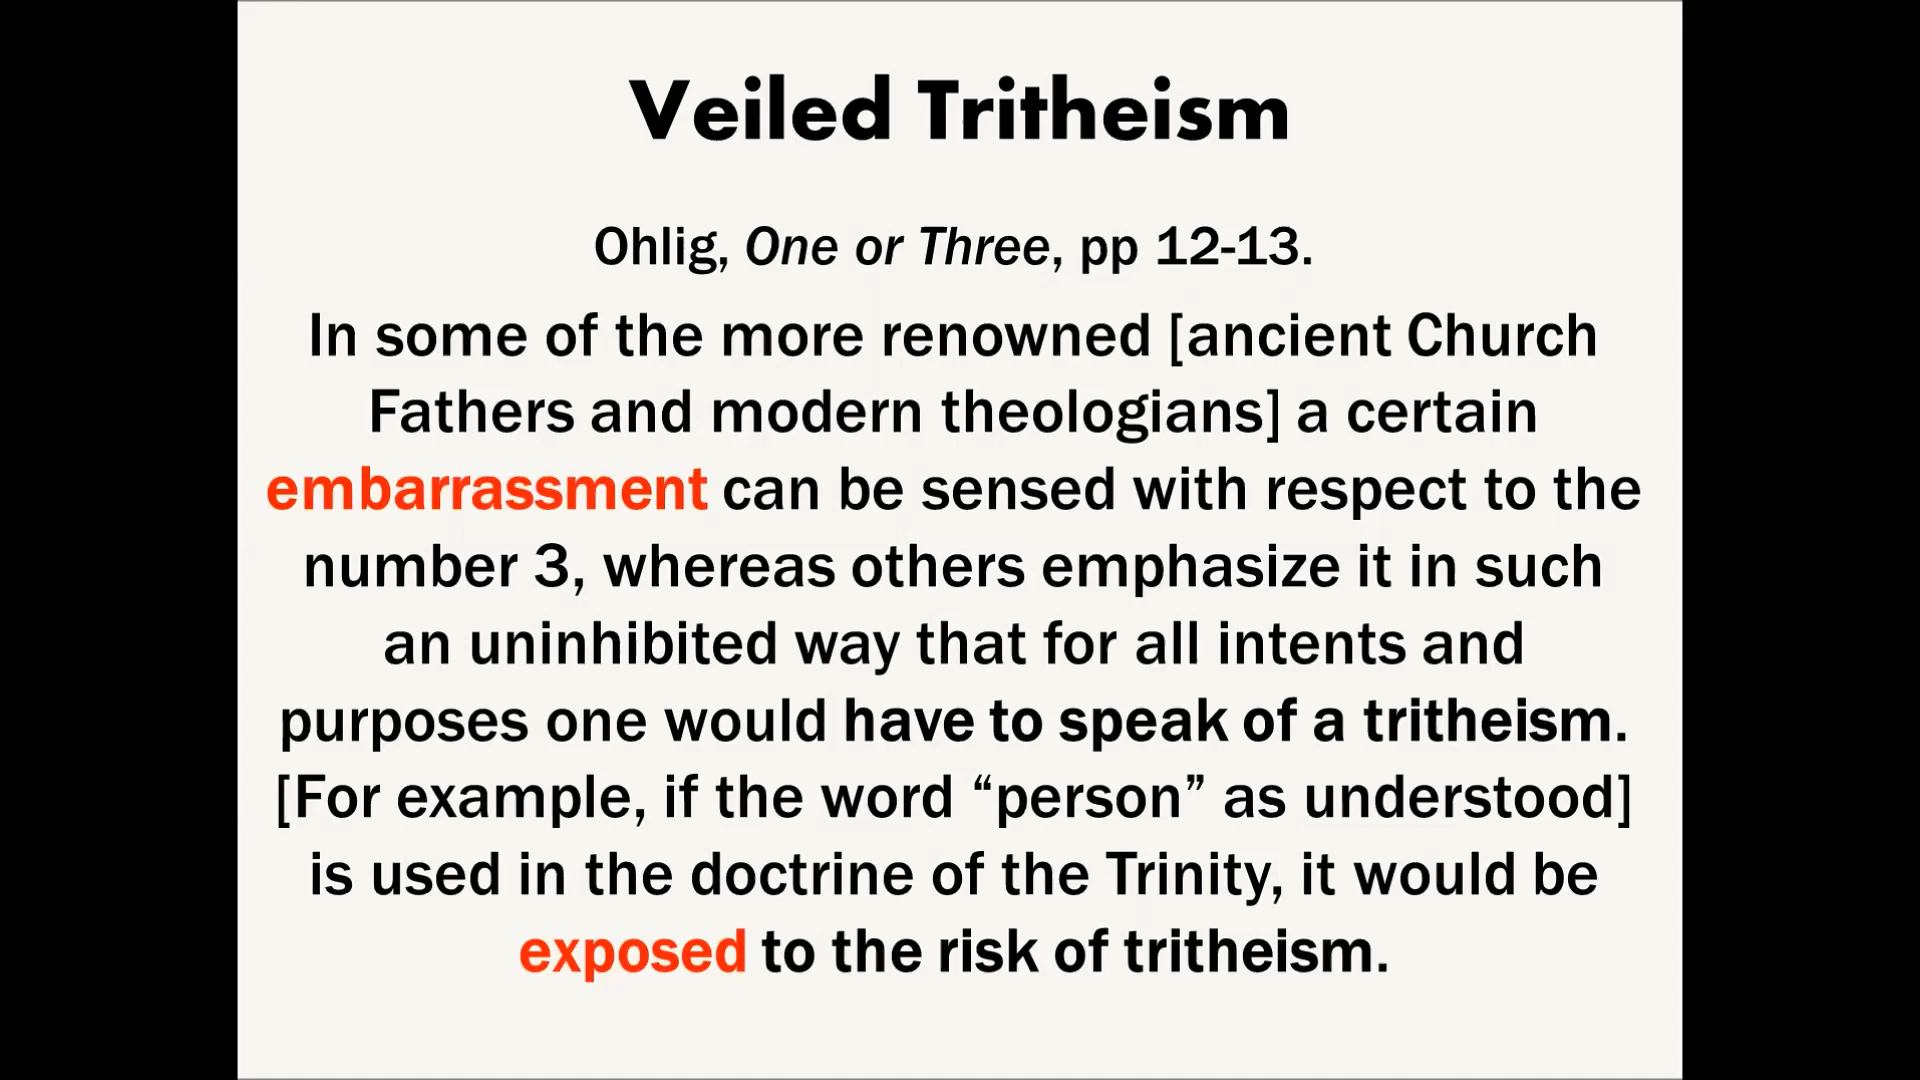 Veiled Tritheism
Ohlig, One or Three, pp 12-13.
In some of the more renowned [ancient Church
Fathers and modern theologians] a certain
embarrassment can be sensed with respect to the
number 3, whereas others emphasize it in such
an uninhibited way that for all intents and
purposes one would have to speak of a tritheism.
[For example, if the word “person” as understood]
is used in the doctrine of the Trinity, it would be
exposed to the risk of tritheism.